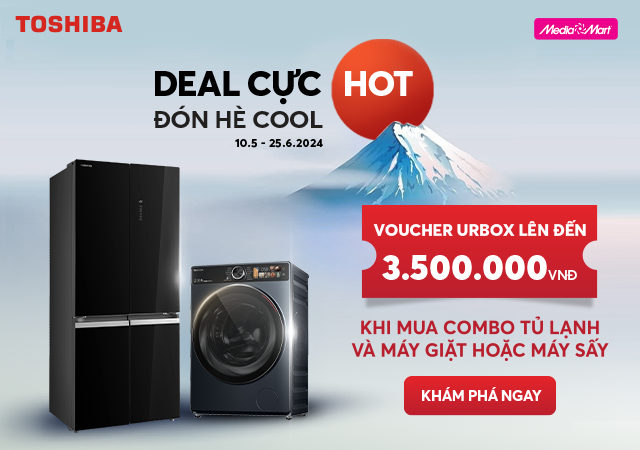 TOSHIBA
MediaMart
DEAL CỰC HOT
ĐÓN HÈ COOL
10.5 - 25.6.2024
VOUCHER URBOX LÊN ĐẾN
3.500.000VNĐ
KHI MUA COMBO TỦ LẠNH
VÀ MÁY GIẶT HOẶC MÁY SẤY
KHÁM PHÁ NGAY